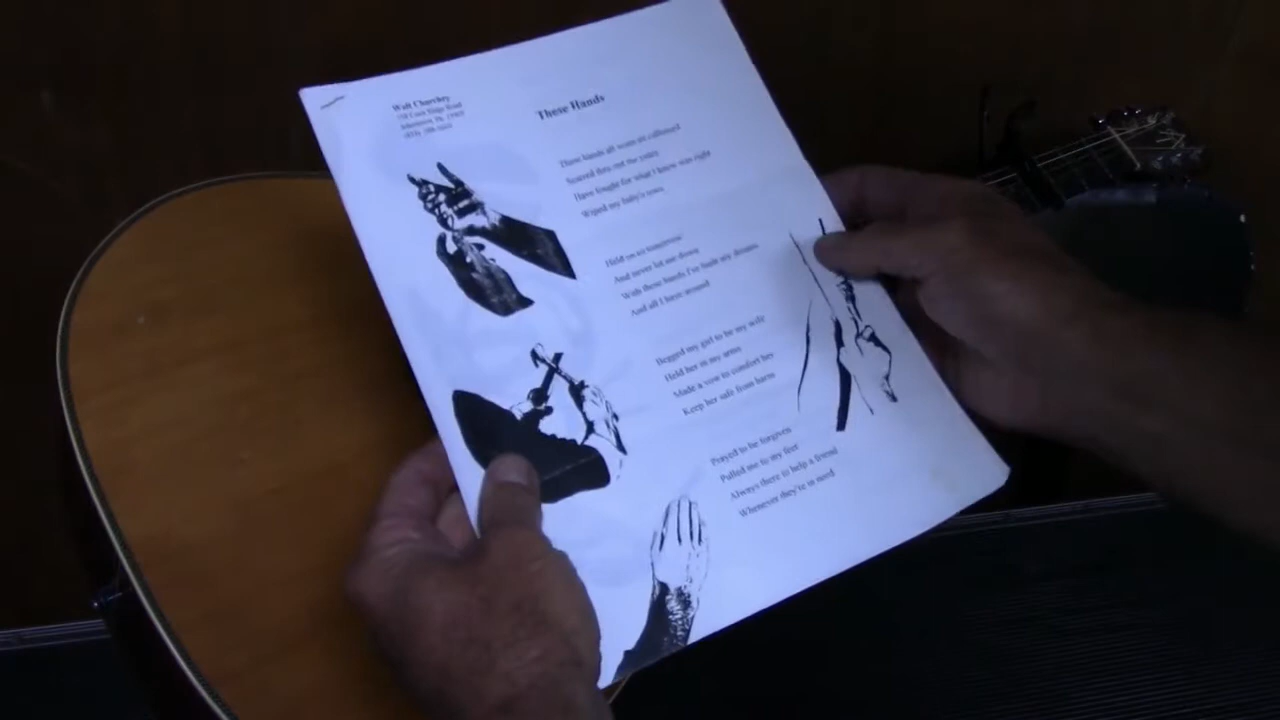 Walt Churchey
These Hands
These hands all worn an calloused
Scarred thru out the years
Have fought for what I know was right
Wiped my baby's tears
Held on to tomorrow
And never let me down
With these hands I've built my dreams
And all I have around
Begged my girl to be my wife
Held her in my arms
Made a vow to comfort her
Keep her safe from harm
Prayed to be forgiven
Pulled me to my feet
Always there to help a friend
Whenever they're in need